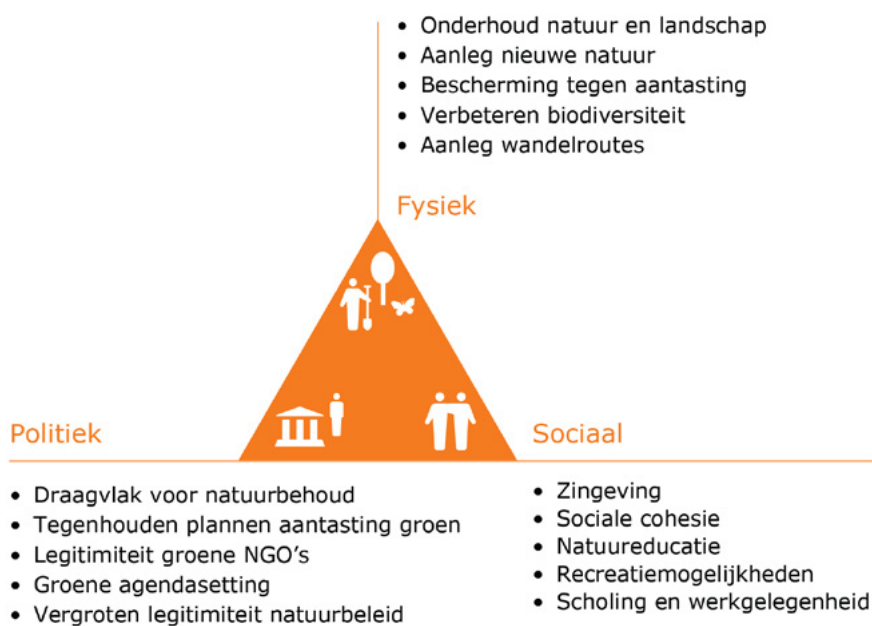 • Onderhoud natuur en landschap
• Aanleg nieuwe natuur
• Bescherming tegen aantasting
• Verbeteren biodiversiteit
• Aanleg wandelroutes
Fysiek
Politiek
• Draagvlak voor natuurbehoud
• Tegenhouden plannen aantasting groen
• Legitimiteit groene NGO’s
• Groene agendasetting
• Vergroten legitimiteit natuurbeleid
Sociaal
• Zingeving
• Sociale cohesie
• Natuureducatie
• Recreatiemogelijkheden
• Scholing en werkgelegenheid